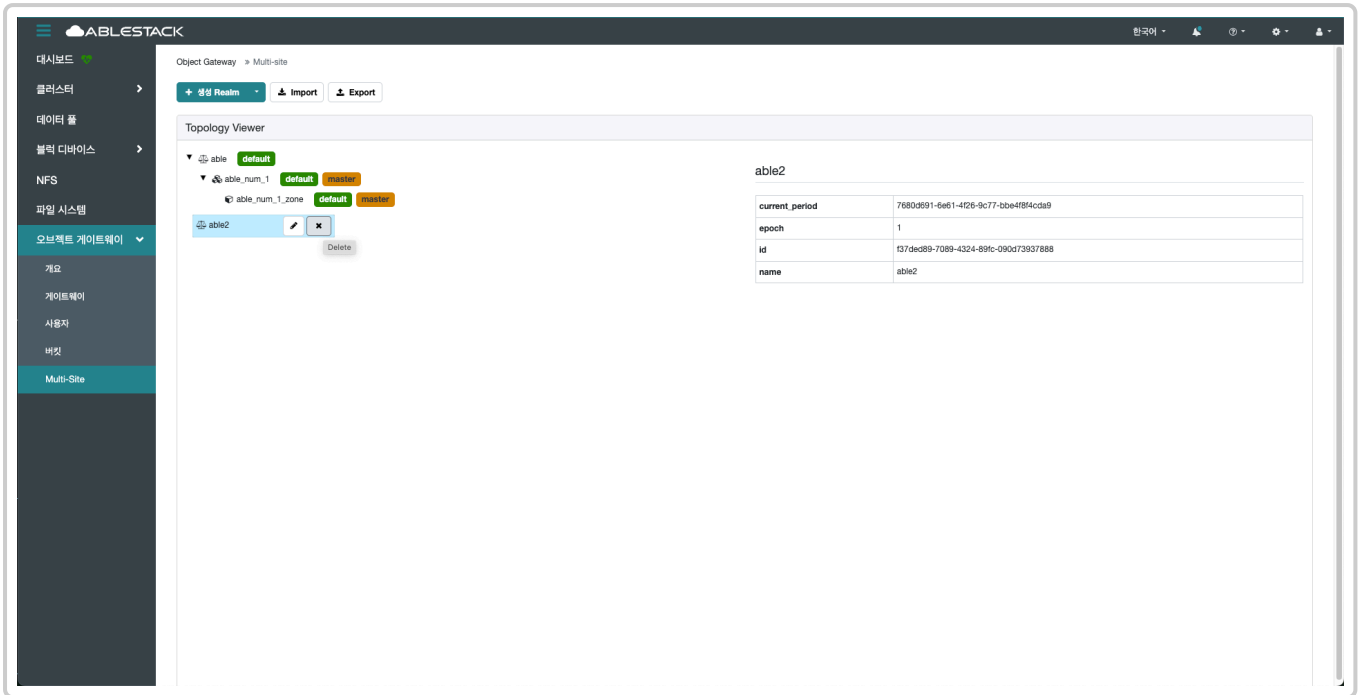 ABLESTACK
한국어
대시보드
클러스터
데이터 풀
블럭 디바이스
NFS
파일 시스템
오브젝트 게이트웨이
개요
게이트웨이
사용자
버킷
Multi-Site
Object Gateway » Multi-site
+ 생성 Realm
Import
Export
Topology Viewer
able default
able_num_1 default master
able_num_1_zone default master
able2
Delete
able2
current_period 7680d691-6e61-4f26-9c77-bbe4f8f4cda9
epoch 1
id f37ded89-7089-4324-89fc-090d73937888
name able2